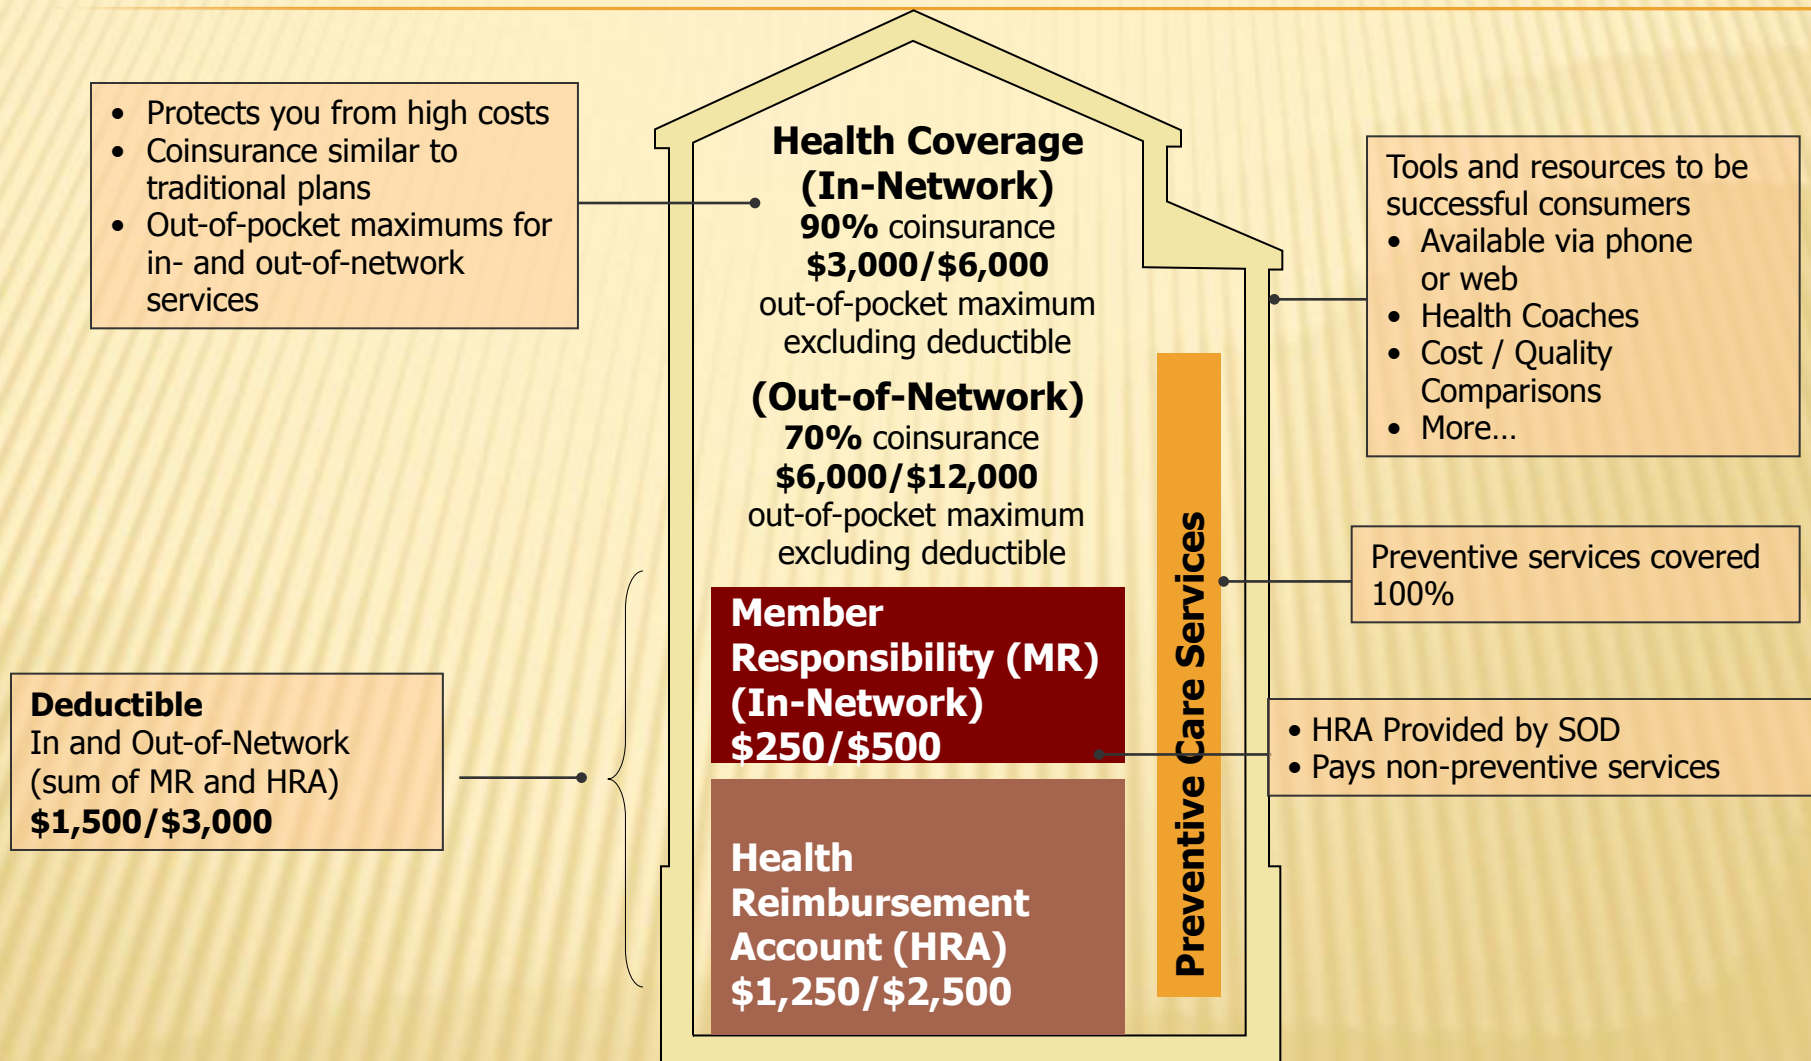 • Protects you from high costs
• Coinsurance similar to
traditional plans
• Out-of-pocket maximums for
in- and out-of-network
services
Health Coverage
(In-Network)
90% coinsurance
$3,000/$6,000
out-of-pocket maximum
excluding deductible
(Out-of-Network)
70% coinsurance
$6,000/$12,000
out-of-pocket maximum
excluding deductible
Tools and resources to be
successful consumers
• Available via phone
or web
• Health Coaches
• Cost / Quality
Comparisons
• More…
Preventive Care Services
Preventive services covered
100%
Member
Responsibility (MR)
(In-Network)
$250/$500
• HRA Provided by SOD
• Pays non-preventive services
Deductible
In and Out-of-Network
(sum of MR and HRA)
$1,500/$3,000
Health
Reimbursement
Account (HRA)
$1,250/$2,500